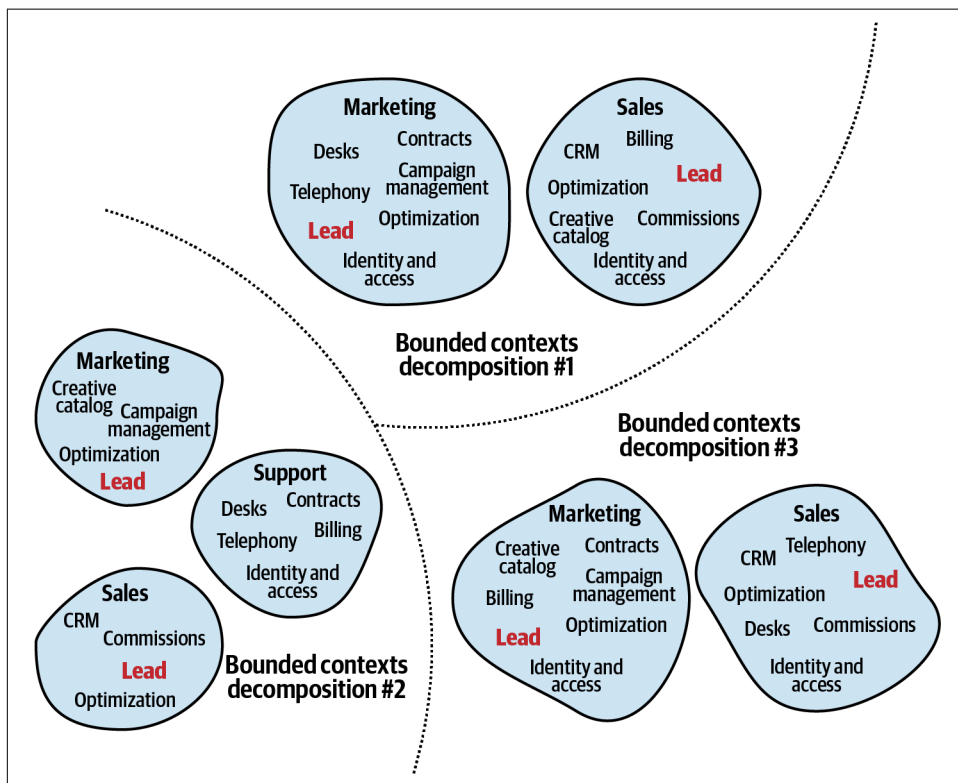 Marketing
Desks
Contracts
Telephony
Campaign
management
Lead
Optimization
Identity and
access
Sales
Billing
CRM
Lead
Optimization
Creative
catalog
Commissions
Identity and
access
Bounded contexts
decomposition #1
Marketing
Creative
catalog
Campaign
management
Optimization
Lead
Support
Desks
Contracts
Telephony
Billing
Identity and
access
Sales
CRM
Commissions
Lead
Optimization
Bounded contexts
decomposition #2
Bounded contexts
decomposition #3
Marketing
Creative
catalog
Contracts
Billing
Campaign
management
Lead
Optimization
Identity and
access
Sales
Telephony
CRM
Lead
Optimization
Desks
Commissions
Identity and
access